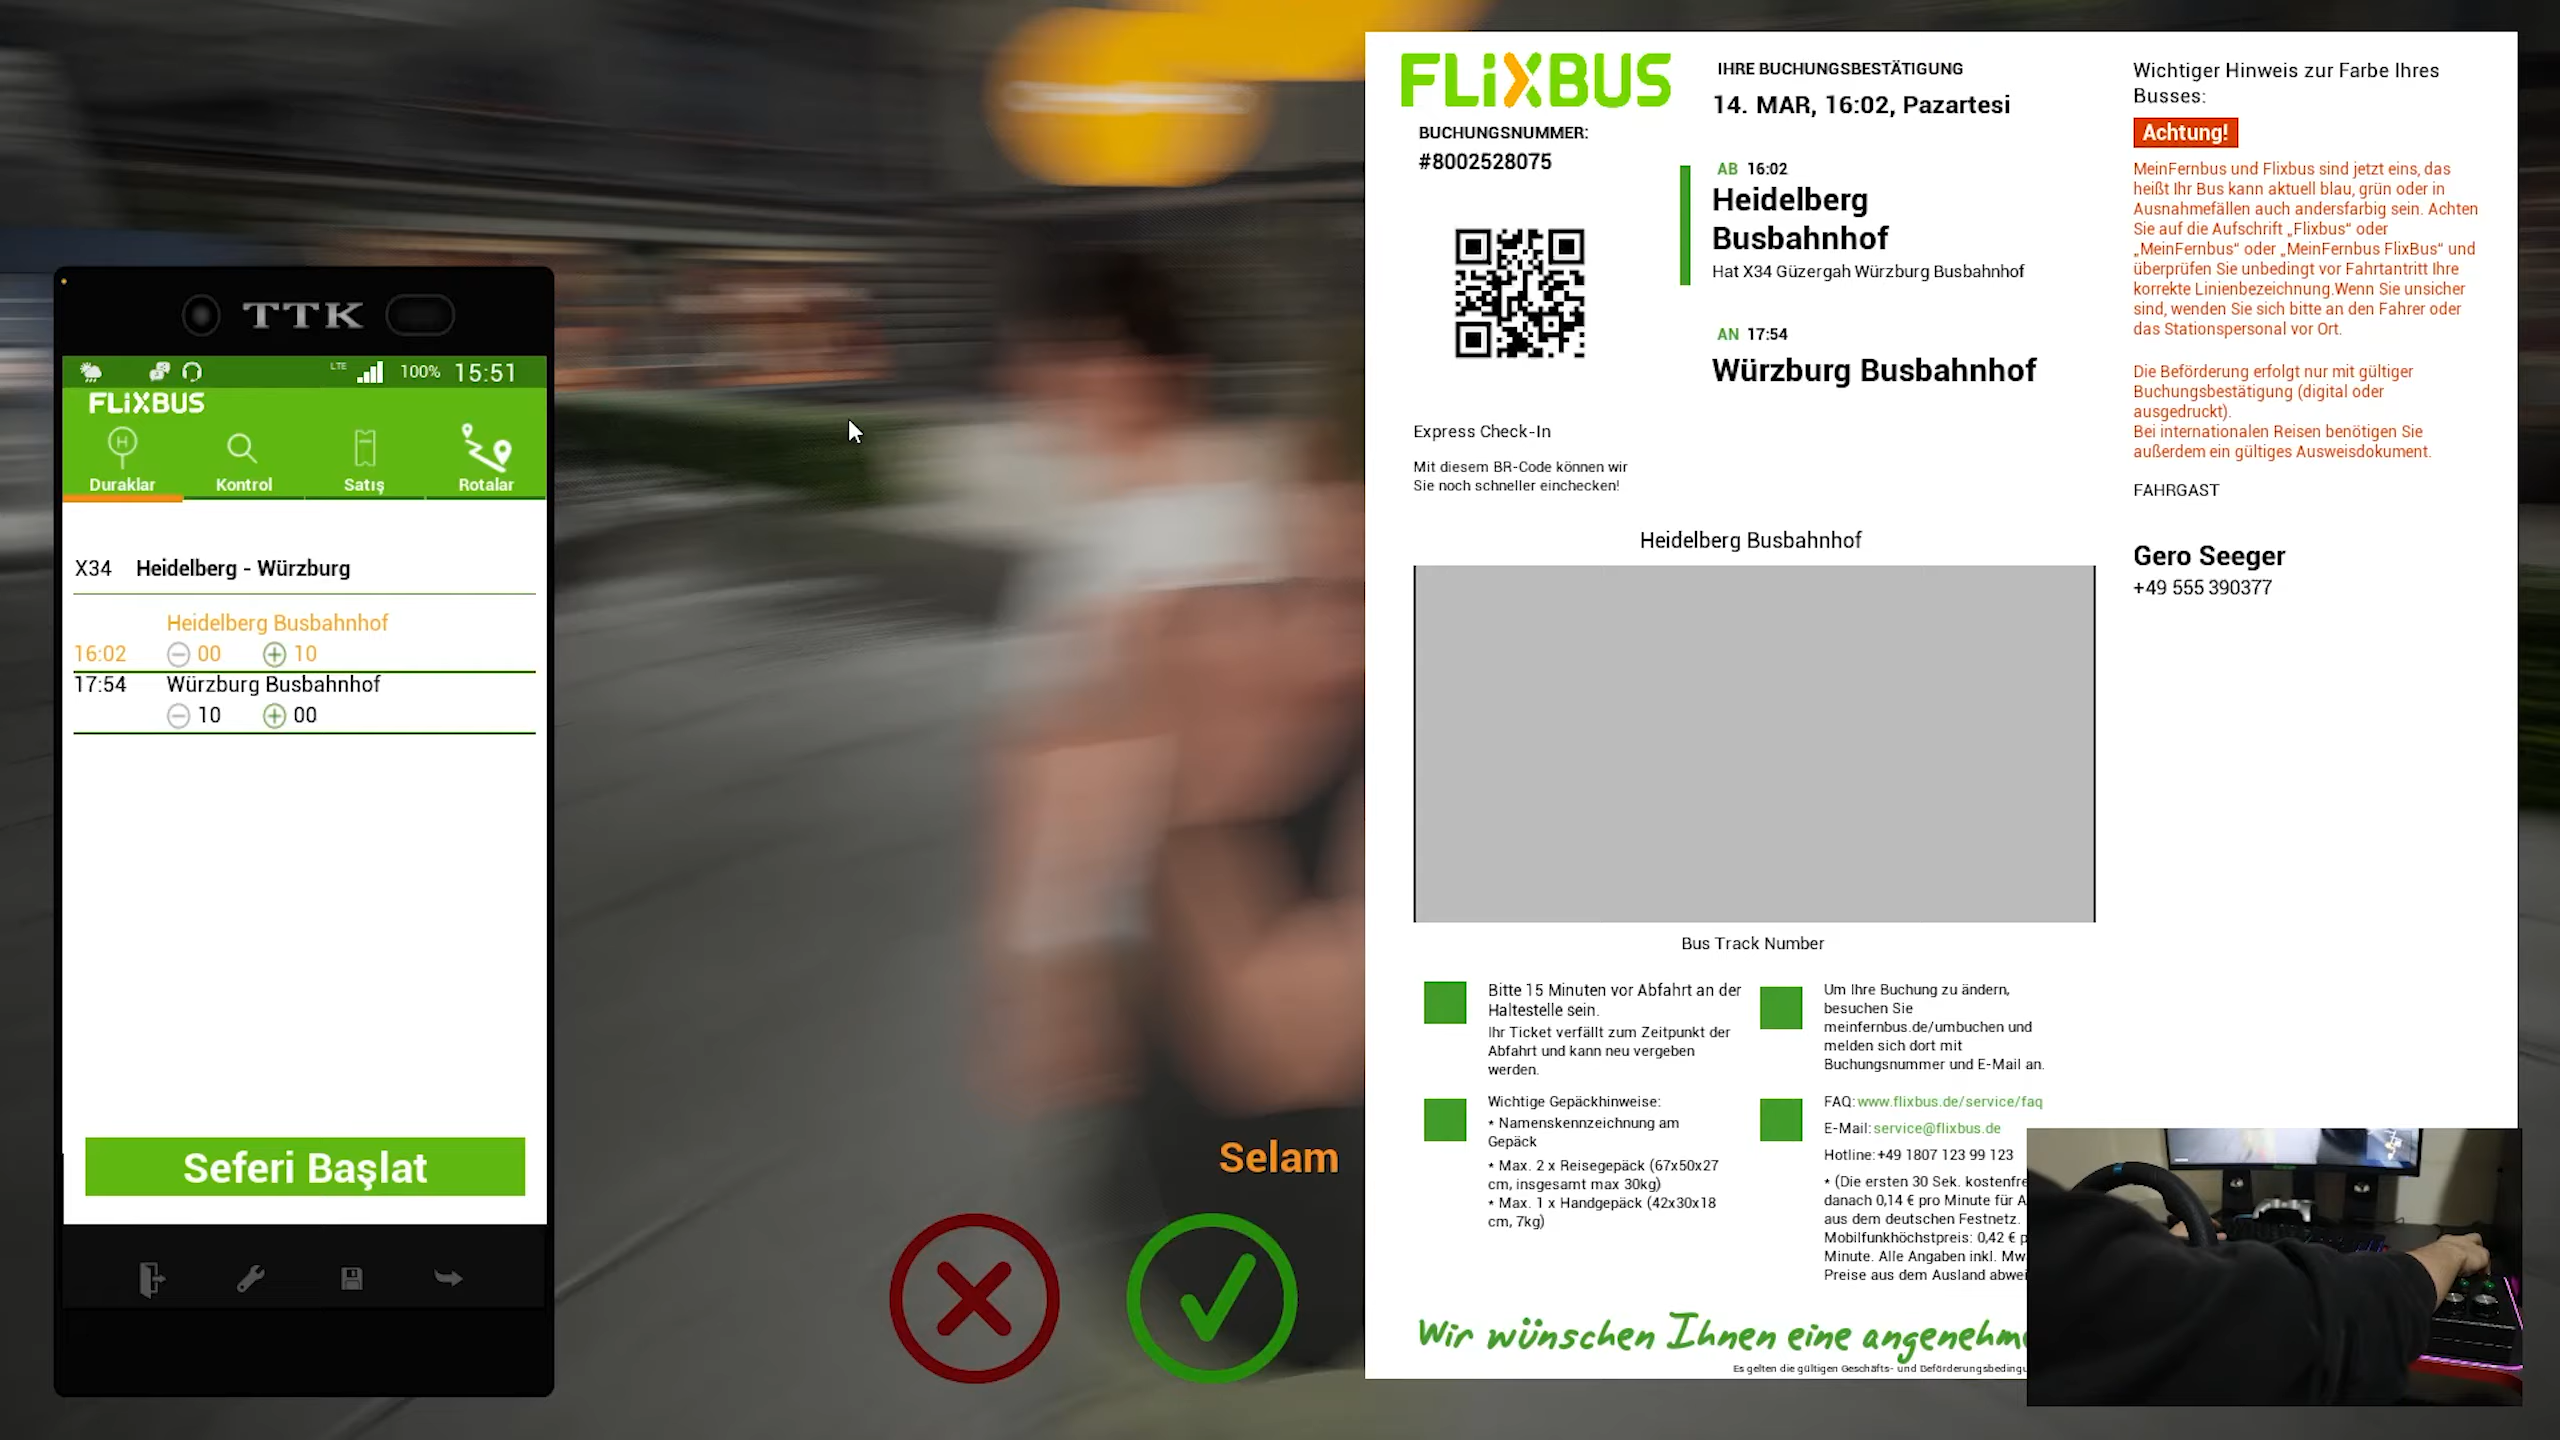 TTK
LTE 100% 15:51
FLiXBUS
Duraklar Kontrol Satış Rotalar
X34 Heidelberg - Würzburg
Heidelberg Busbahnhof
16:02 00 10
17:54 Würzburg Busbahnhof
10 00
Seferi Başlat
Selam
FLiXBUS
BUCHUNGSNUMMER:
#8002528075
IHRE BUCHUNGSBESTÄTIGUNG
14. MAR, 16:02, Pazartesi
AB 16:02
Heidelberg
Busbahnhof
Hat X34 Güzergah Würzburg Busbahnhof
AN 17:54
Würzburg Busbahnhof
Express Check-In
Mit diesem BR-Code können wir
Sie noch schneller einchecken!
Heidelberg Busbahnhof
Bus Track Number
Bitte 15 Minuten vor Abfahrt an der
Haltestelle sein.
Ihr Ticket verfällt zum Zeitpunkt der
Abfahrt und kann neu vergeben
werden.
Wichtige Gepäckhinweise:
* Namenskennzeichnung am
Gepäck
* Max. 2 x Reisegepäck (67x50x27
cm, insgesamt max 30kg)
* Max. 1 x Handgepäck (42x30x18
cm, 7kg)
Um Ihre Buchung zu ändern,
besuchen Sie
meinfernbus.de/umbuchen und
melden sich dort mit
Buchungsnummer und E-Mail an.
FAQ: www.flixbus.de/service/faq
E-Mail: service@flixbus.de
Hotline: +49 1807 123 99 123
* (Die ersten 30 Sek. kostenfre
danach 0,14 € pro Minute für A
aus dem deutschen Festnetz.
Mobilfunkhöchstpreis: 0,42 € p
Minute. Alle Angaben inkl. Mw
Preise aus dem Ausland abwei
Wir wünschen Ihnen eine angenehm
Es gelten die gültigen Geschäfts- und Beförderungsbedingu
Wichtiger Hinweis zur Farbe Ihres
Busses:
Achtung!
MeinFernbus und Flixbus sind jetzt eins, das
heißt Ihr Bus kann aktuell blau, grün oder in
Ausnahmefällen auch andersfarbig sein. Achten
Sie auf die Aufschrift „Flixbus“ oder
„MeinFernbus“ oder „MeinFernbus FlixBus“ und
überprüfen Sie unbedingt vor Fahrtantritt Ihre
korrekte Linienbezeichnung.Wenn Sie unsicher
sind, wenden Sie sich bitte an den Fahrer oder
das Stationspersonal vor Ort.
Die Beförderung erfolgt nur mit gültiger
Buchungsbestätigung (digital oder
ausgedruckt).
Bei internationalen Reisen benötigen Sie
außerdem ein gültiges Ausweisdokument.
FAHRGAST
Gero Seeger
+49 555 390377